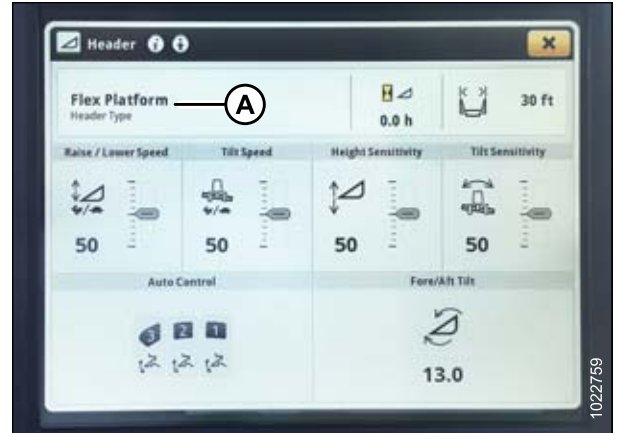 Header
Flex Platform
Header Type
A
0.0 h
30 ft
Raise / Lower Speed
Tilt Speed
Height Sensitivity
Tilt Sensitivity
50
50
50
50
Auto Control
Fore/Aft Tilt
3 2 1
13.0
1022759